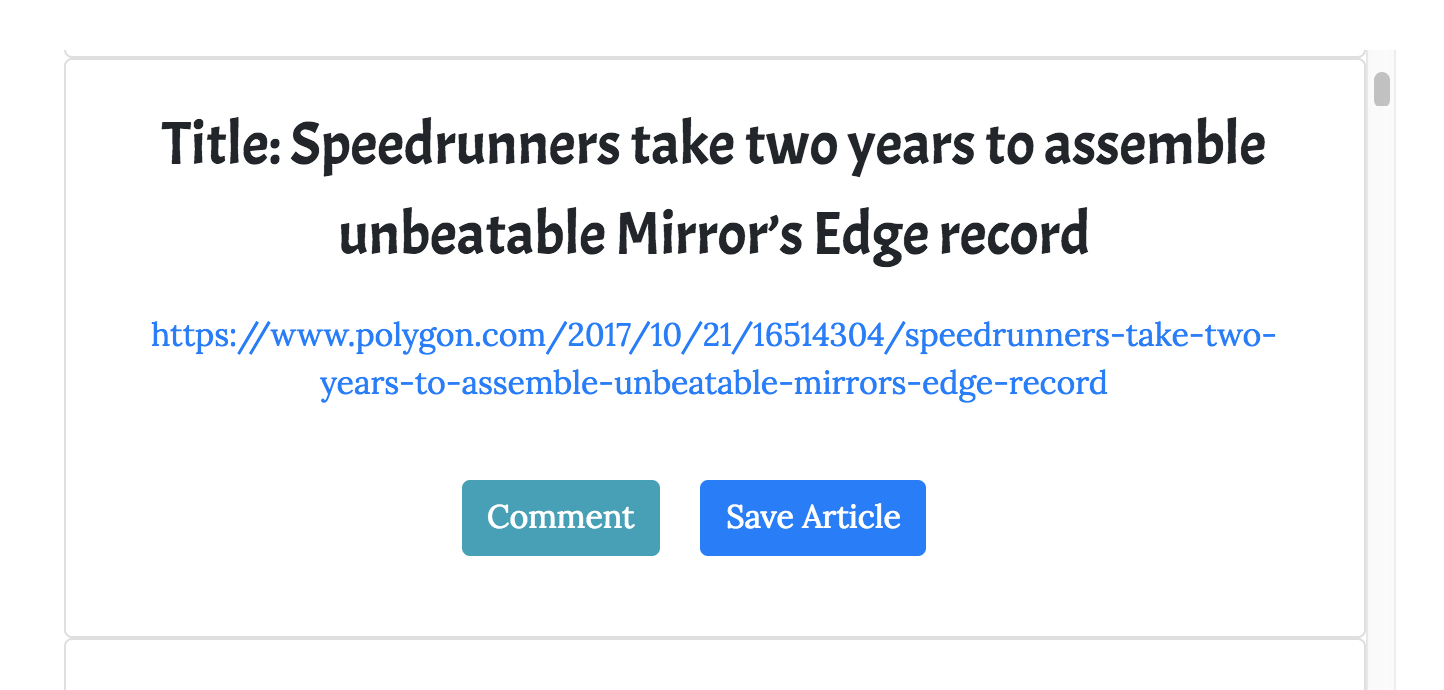 Title: Speedrunners take two years to assemble
unbeatable Mirror’s Edge record
https://www.polygon.com/2017/10/21/16514304/speedrunners-take-two-
years-to-assemble-unbeatable-mirrors-edge-record
Comment Save Article